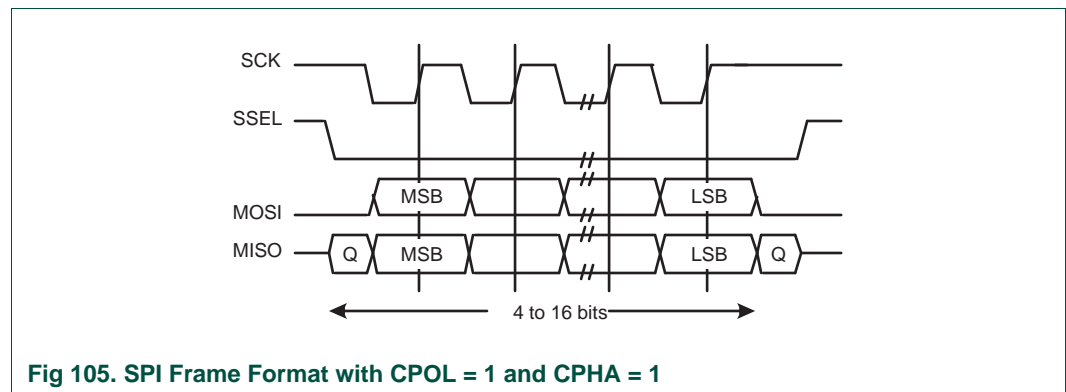 SCK
SSEL
MOSI MSB LSB
MISO Q MSB LSB Q
4 to 16 bits
Fig 105. SPI Frame Format with CPOL = 1 and CPHA = 1